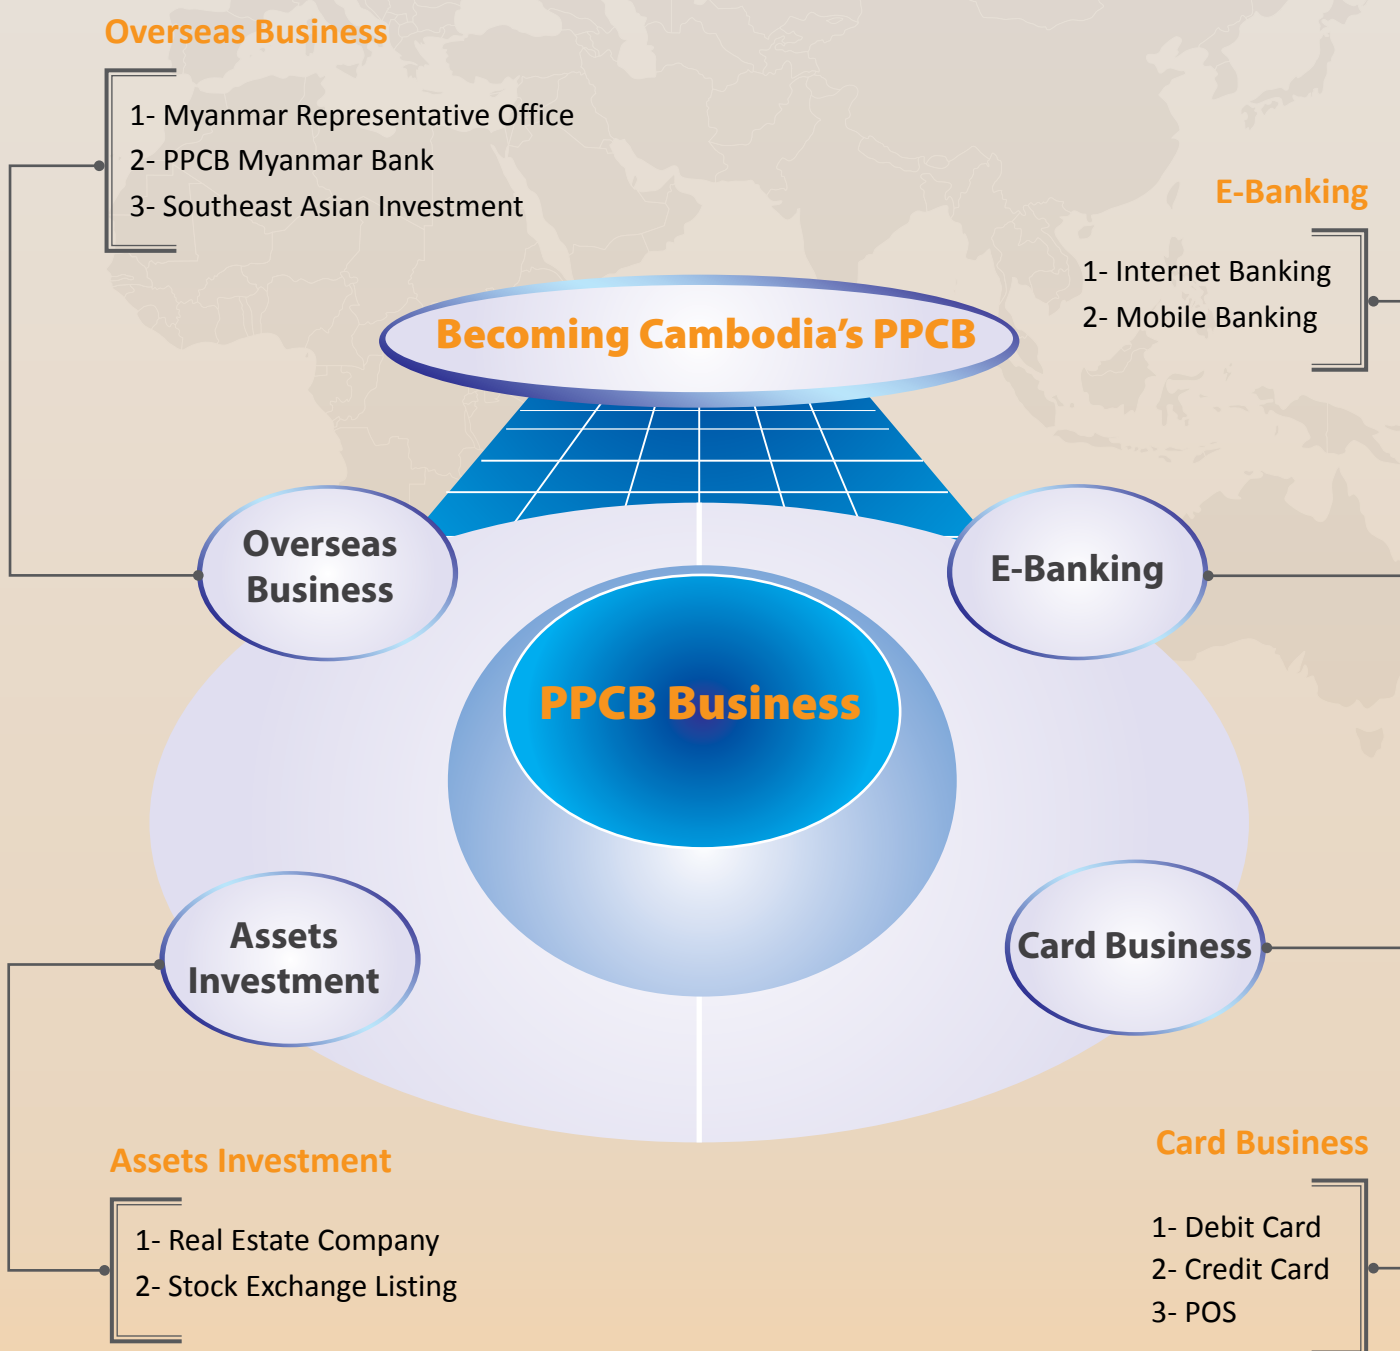 Overseas Business
1- Myanmar Representative Office
2- PPCB Myanmar Bank
3- Southeast Asian Investment
E-Banking
1- Internet Banking
2- Mobile Banking
Becoming Cambodia's PPCB
Overseas
Business
E-Banking
PPCB Business
Assets
Investment
Card Business
Assets Investment
1- Real Estate Company
2- Stock Exchange Listing
Card Business
1- Debit Card
2- Credit Card
3- POS